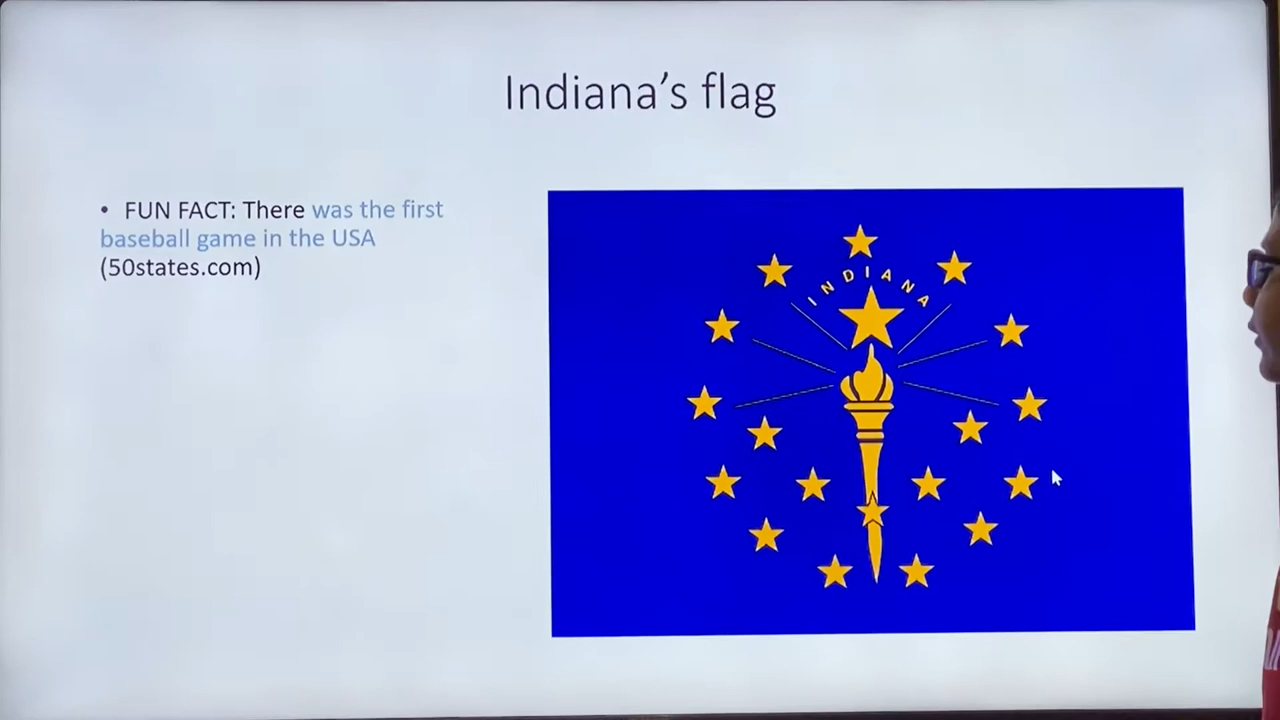 Indiana’s flag
• FUN FACT: There was the first
baseball game in the USA
(50states.com)
INDIANA